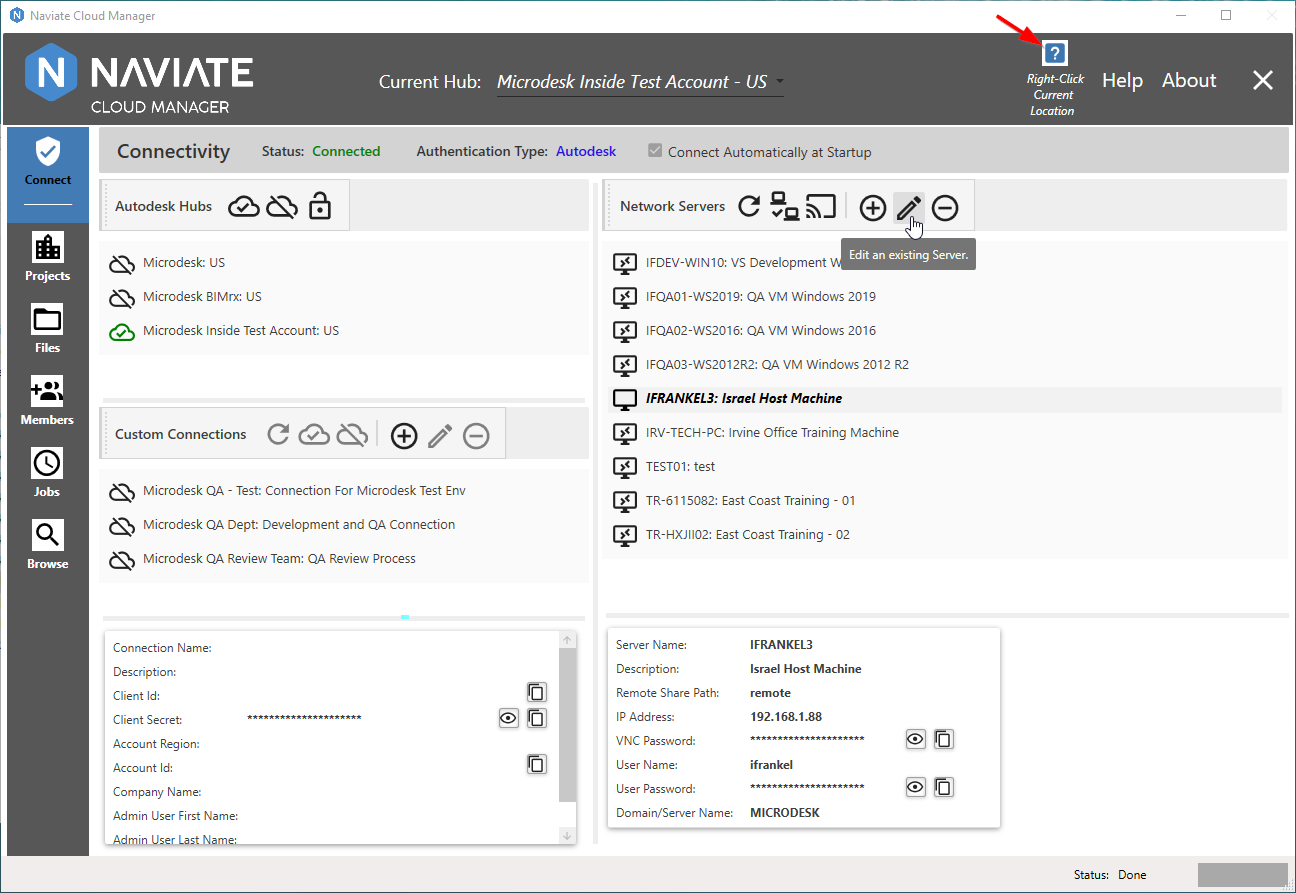 Naviate Cloud Manager
NAVIATE
CLOUD MANAGER
Current Hub: Microdesk Inside Test Account - US
?
Right-Click
Current
Location
Help About
Connect
Projects
Files
Members
Jobs
Browse
Connectivity Status: Connected Authentication Type: Autodesk Connect Automatically at Startup
Autodesk Hubs
Microdesk: US
Microdesk BIMrx: US
Microdesk Inside Test Account: US
Custom Connections
Microdesk QA - Test: Connection For Microdesk Test Env
Microdesk QA Dept: Development and QA Connection
Microdesk QA Review Team: QA Review Process
Connection Name:
Description:
Client Id:
Client Secret: *********************
Account Region:
Account Id:
Company Name:
Admin User First Name:
Admin User Last Name:
Network Servers
Edit an existing Server.
IFDEV-WIN10: VS Development W
IFQA01-WS2019: QA VM Windows 2019
IFQA02-WS2016: QA VM Windows 2016
IFQA03-WS2012R2: QA VM Windows 2012 R2
IFRANKEL3: Israel Host Machine
IRV-TECH-PC: Irvine Office Training Machine
TEST01: test
TR-6115082: East Coast Training - 01
TR-HXJII02: East Coast Training - 02
Server Name: IFRANKEL3
Description: Israel Host Machine
Remote Share Path: remote
IP Address: 192.168.1.88
VNC Password: *********************
User Name: ifrankel
User Password: *********************
Domain/Server Name: MICRODESK
Status: Done